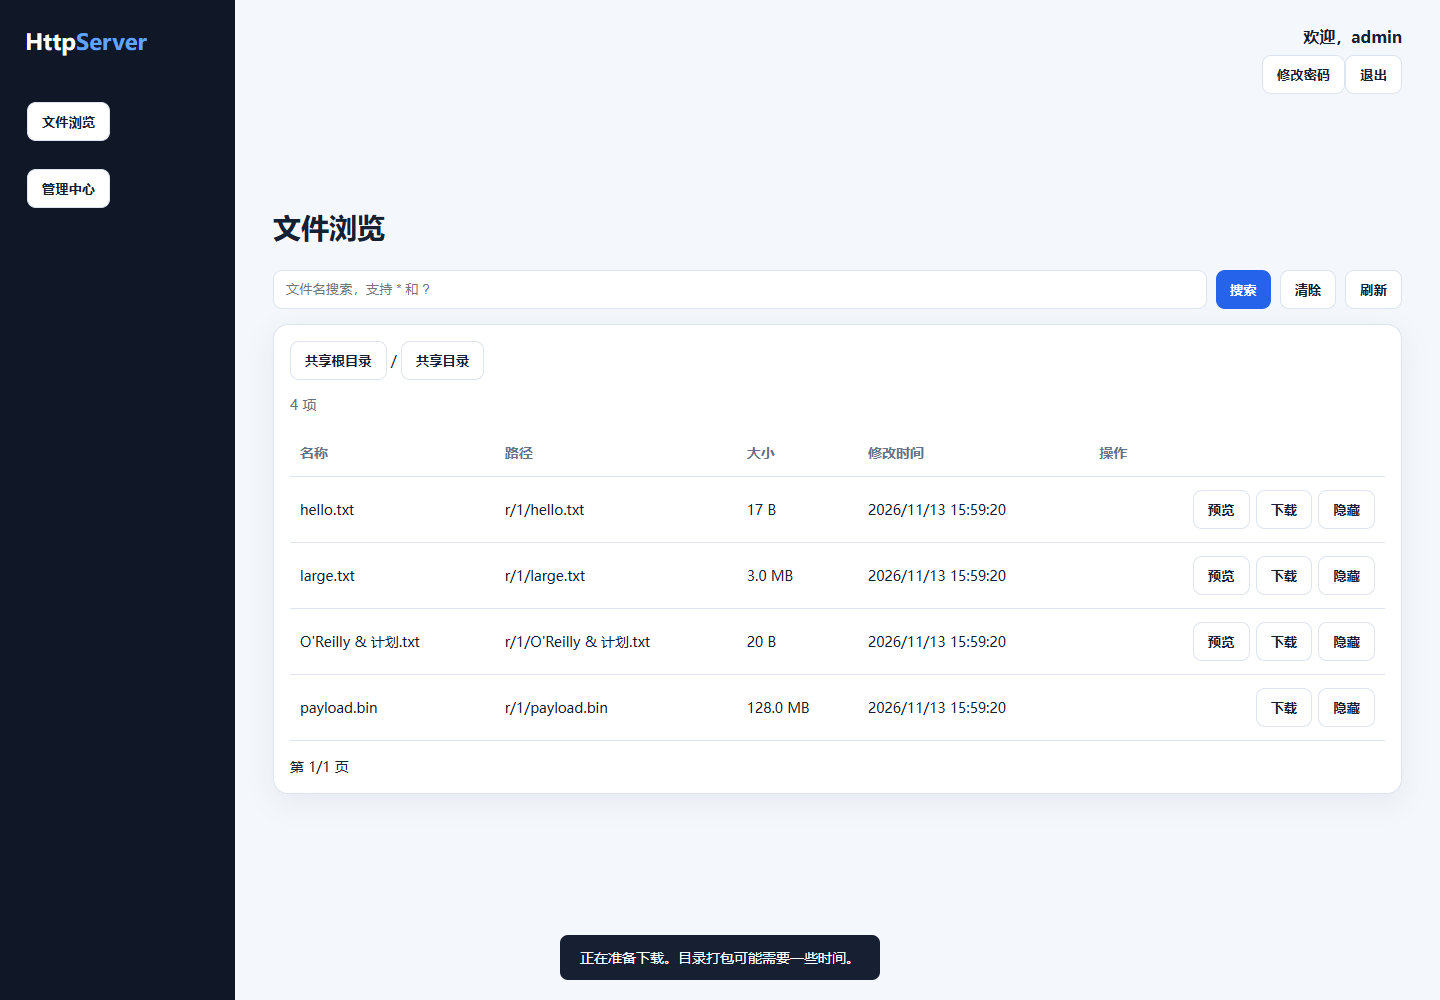 HttpServer
文件浏览
管理中心
欢迎，admin
修改密码 退出
文件浏览
文件名搜索，支持 * 和 ? 搜索 清除 刷新
共享根目录 / 共享目录
4 项
名称 路径 大小 修改时间 操作
hello.txt r/1/hello.txt 17 B 2026/11/13 15:59:20 预览 下载 隐藏
large.txt r/1/large.txt 3.0 MB 2026/11/13 15:59:20 预览 下载 隐藏
O'Reilly & 计划.txt r/1/O'Reilly & 计划.txt 20 B 2026/11/13 15:59:20 预览 下载 隐藏
payload.bin r/1/payload.bin 128.0 MB 2026/11/13 15:59:20 下载 隐藏
第 1/1 页
正在准备下载。目录打包可能需要一些时间。